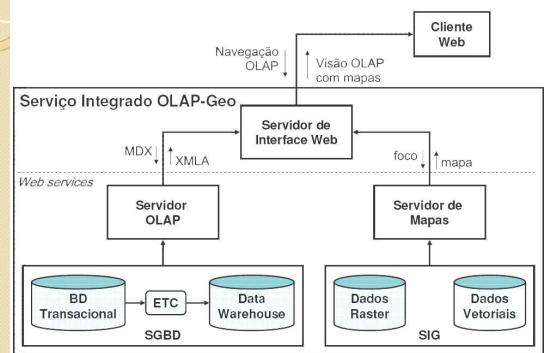 Cliente
Web
Navegação
OLAP
Visão OLAP
com mapas
Serviço Integrado OLAP-Geo
Servidor de
Interface Web
MDX
XMLA
foco
mapa
Web services
Servidor
OLAP
Servidor de
Mapas
BD
Transacional
ETC
Data
Warehouse
SGBD
Dados
Raster
Dados
Vetoriais
SIG